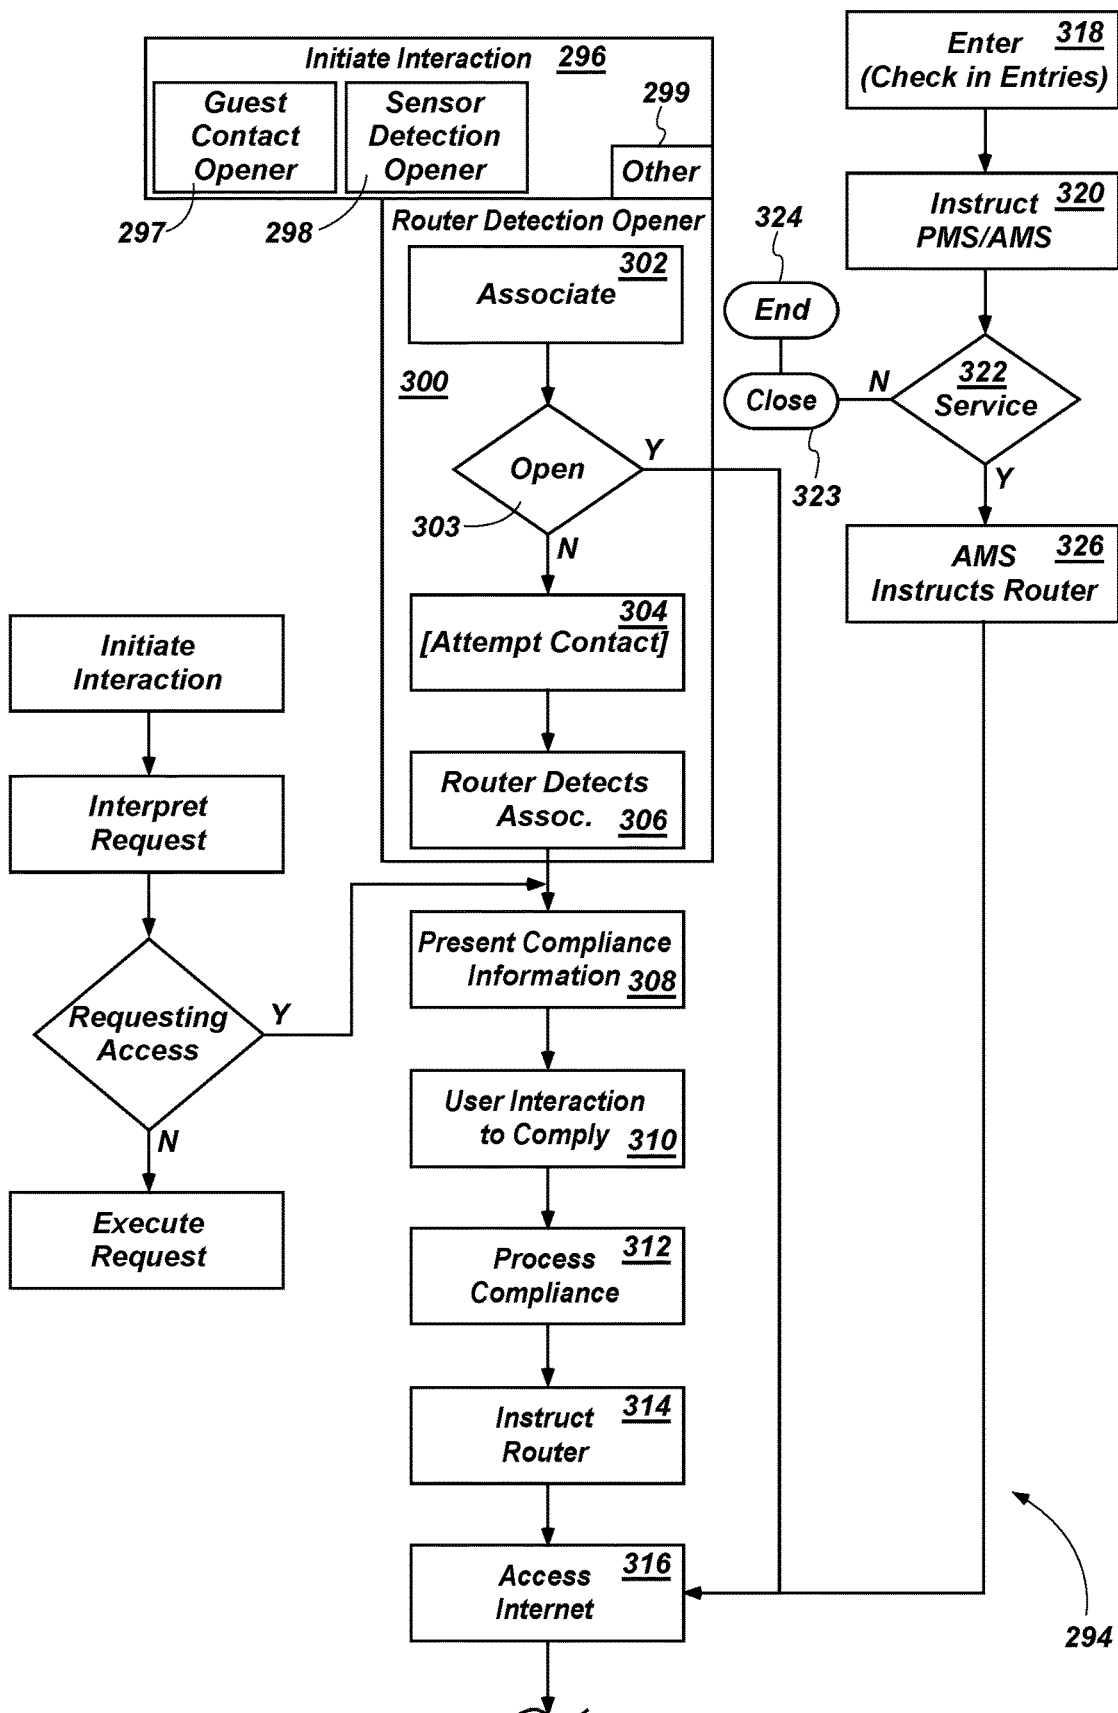 Initiate Interaction 296
Guest
Contact
Opener
Sensor
Detection
Opener
299
Other
297
298
Router Detection Opener
302
Associate
300
Open
Y
303
N
304
[Attempt Contact]
Router Detects
Assoc. 306
Enter 318
(Check in Entries)
Instruct 320
PMS/AMS
324
End
Close
N
322
Service
323
Y
AMS 326
Instructs Router
Initiate
Interaction
Interpret
Request
Requesting
Access
Y
N
Execute
Request
Present Compliance
Information 308
User Interaction
to Comply 310
312
Process
Compliance
314
Instruct
Router
316
Access
Internet
294